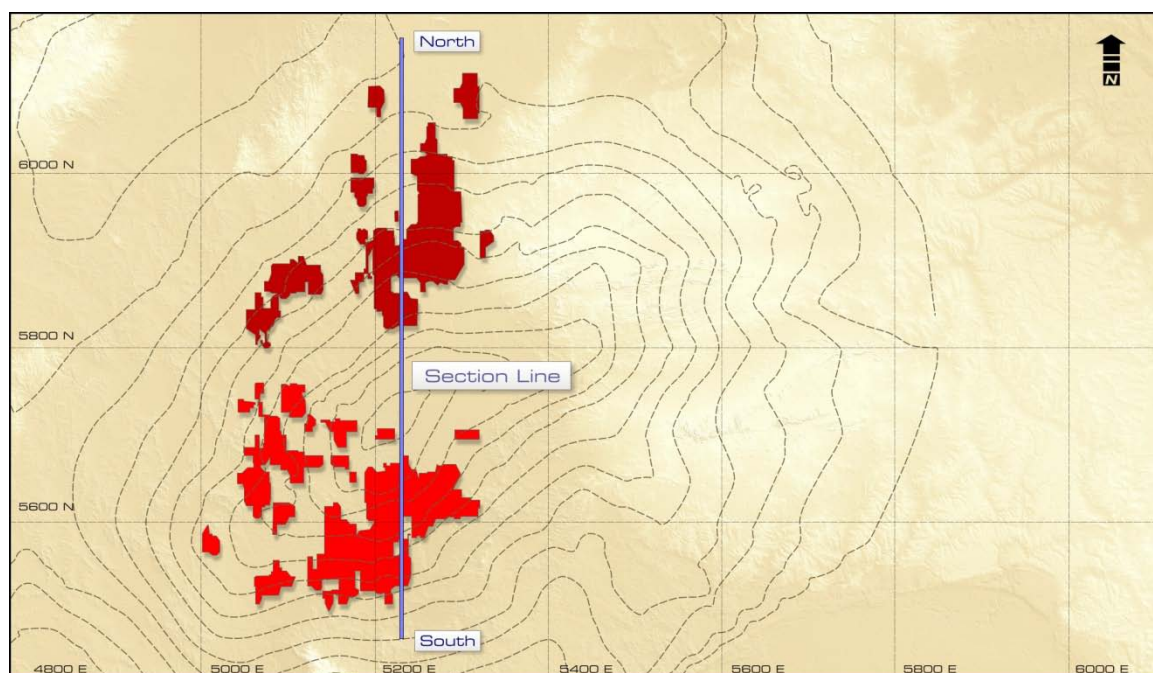 North
N
6000 N
5800 N
Section Line
5600 N
South
4800 E
5000 E
5200 E
5400 E
5600 E
5800 E
6000 E